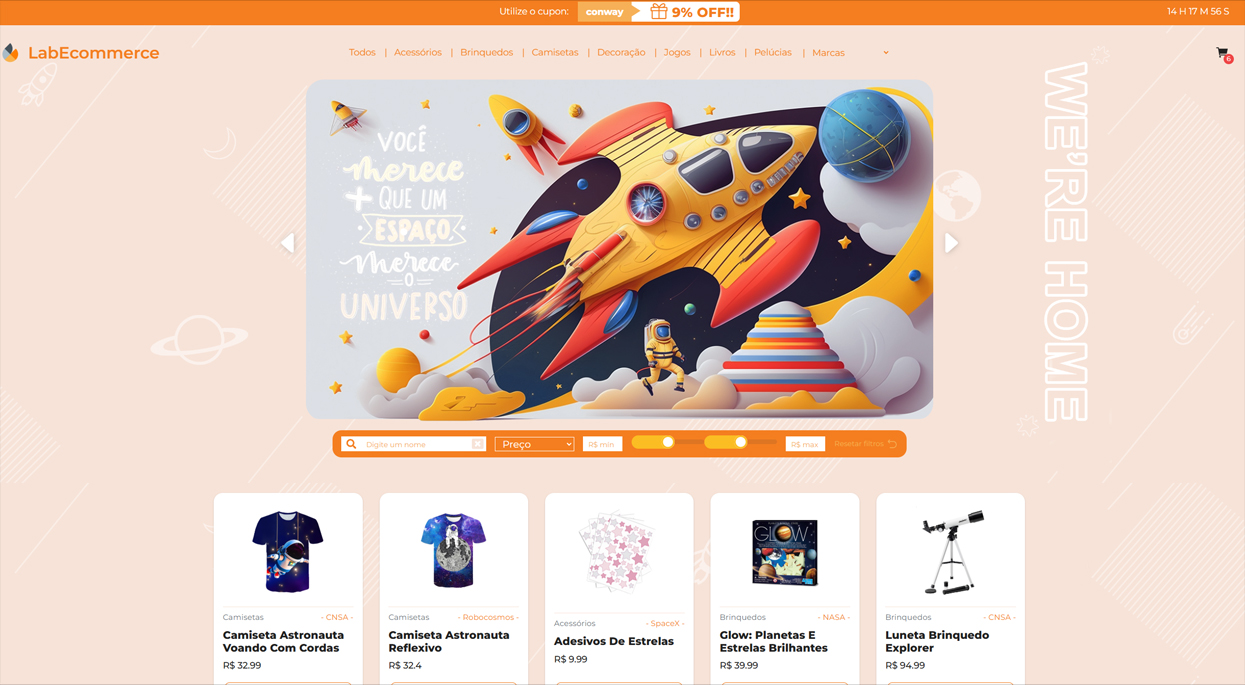 Utilize o cupon:
conway
9% OFF!!
14 H 17 M 56 S
LabEcommerce
Todos | Acessórios | Brinquedos | Camisetas | Decoração | Jogos | Livros | Pelúcias | Marcas
6
VOCÊ
merece
+ QUE UM
ESPAÇO,
merece
O
UNIVERSO
WE'RE HOME
Digite um nome
Preço
R$ min
R$ max
Resetar filtros
GLOW
Camisetas
- CNSA -
Camiseta Astronauta
Voando Com Cordas
R$ 32.99
Camisetas
- Robocosmos -
Camiseta Astronauta
Reflexivo
R$ 32.4
Acessórios
- SpaceX -
Adesivos De Estrelas
R$ 9.99
Brinquedos
- NASA -
Glow: Planetas E
Estrelas Brilhantes
R$ 39.99
Brinquedos
- CNSA -
Luneta Brinquedo
Explorer
R$ 94.99